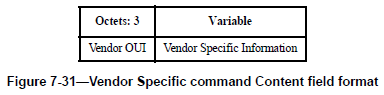 Octets: 3 Variable
Vendor OUI Vendor Specific Information
Figure 7-31—Vendor Specific command Content field format